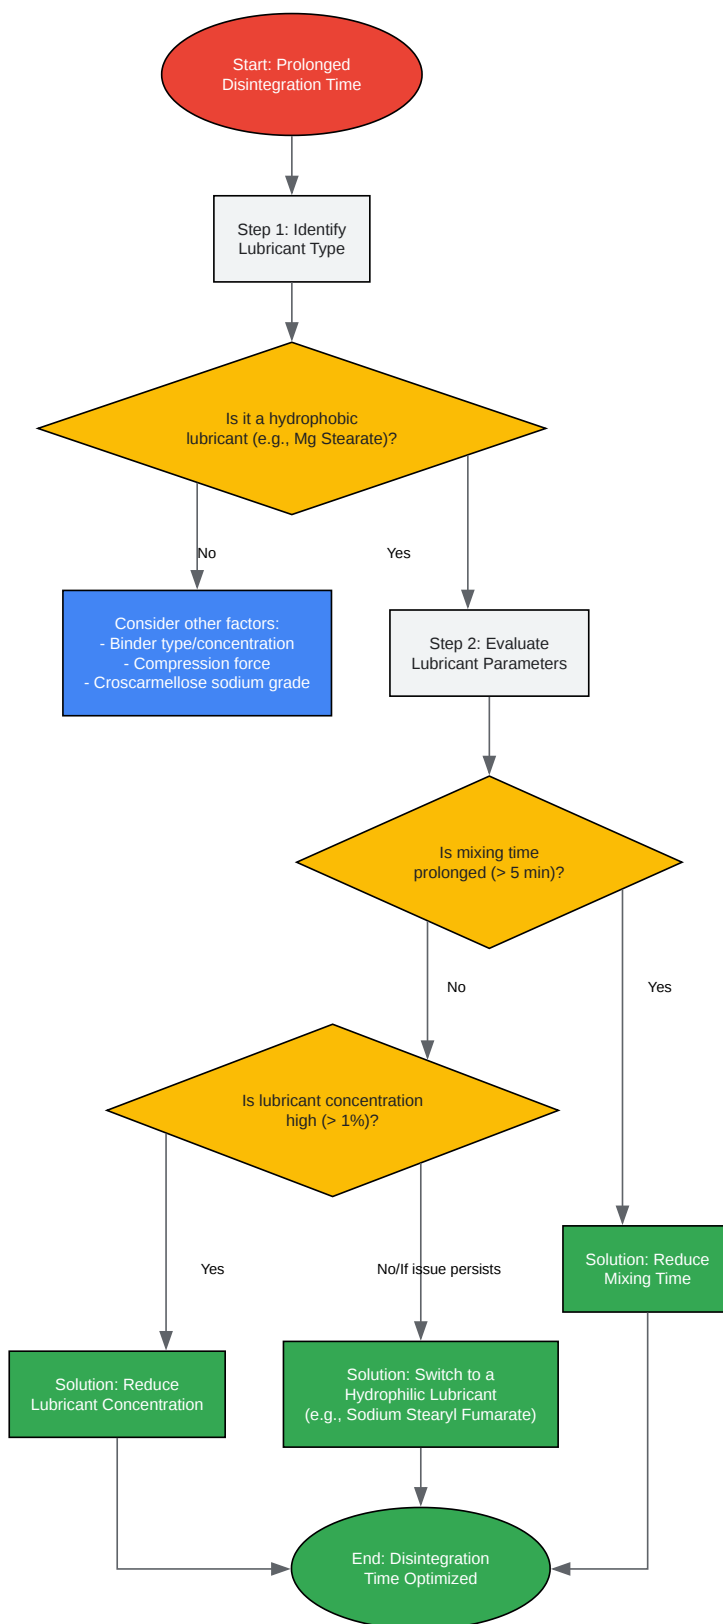 Start: Prolonged
Disintegration Time
Step 1: Identify
Lubricant Type
Is it a hydrophobic
lubricant (e.g., Mg Stearate)?
No
Yes
Consider other factors:
- Binder type/concentration
- Compression force
- Croscarmellose sodium grade
Step 2: Evaluate
Lubricant Parameters
Is mixing time
prolonged (> 5 min)?
No
Yes
Is lubricant concentration
high (> 1%)?
Yes
No/If issue persists
Solution: Reduce
Mixing Time
Solution: Reduce
Lubricant Concentration
Solution: Switch to a
Hydrophilic Lubricant
(e.g., Sodium Stearyl Fumarate)
End: Disintegration
Time Optimized